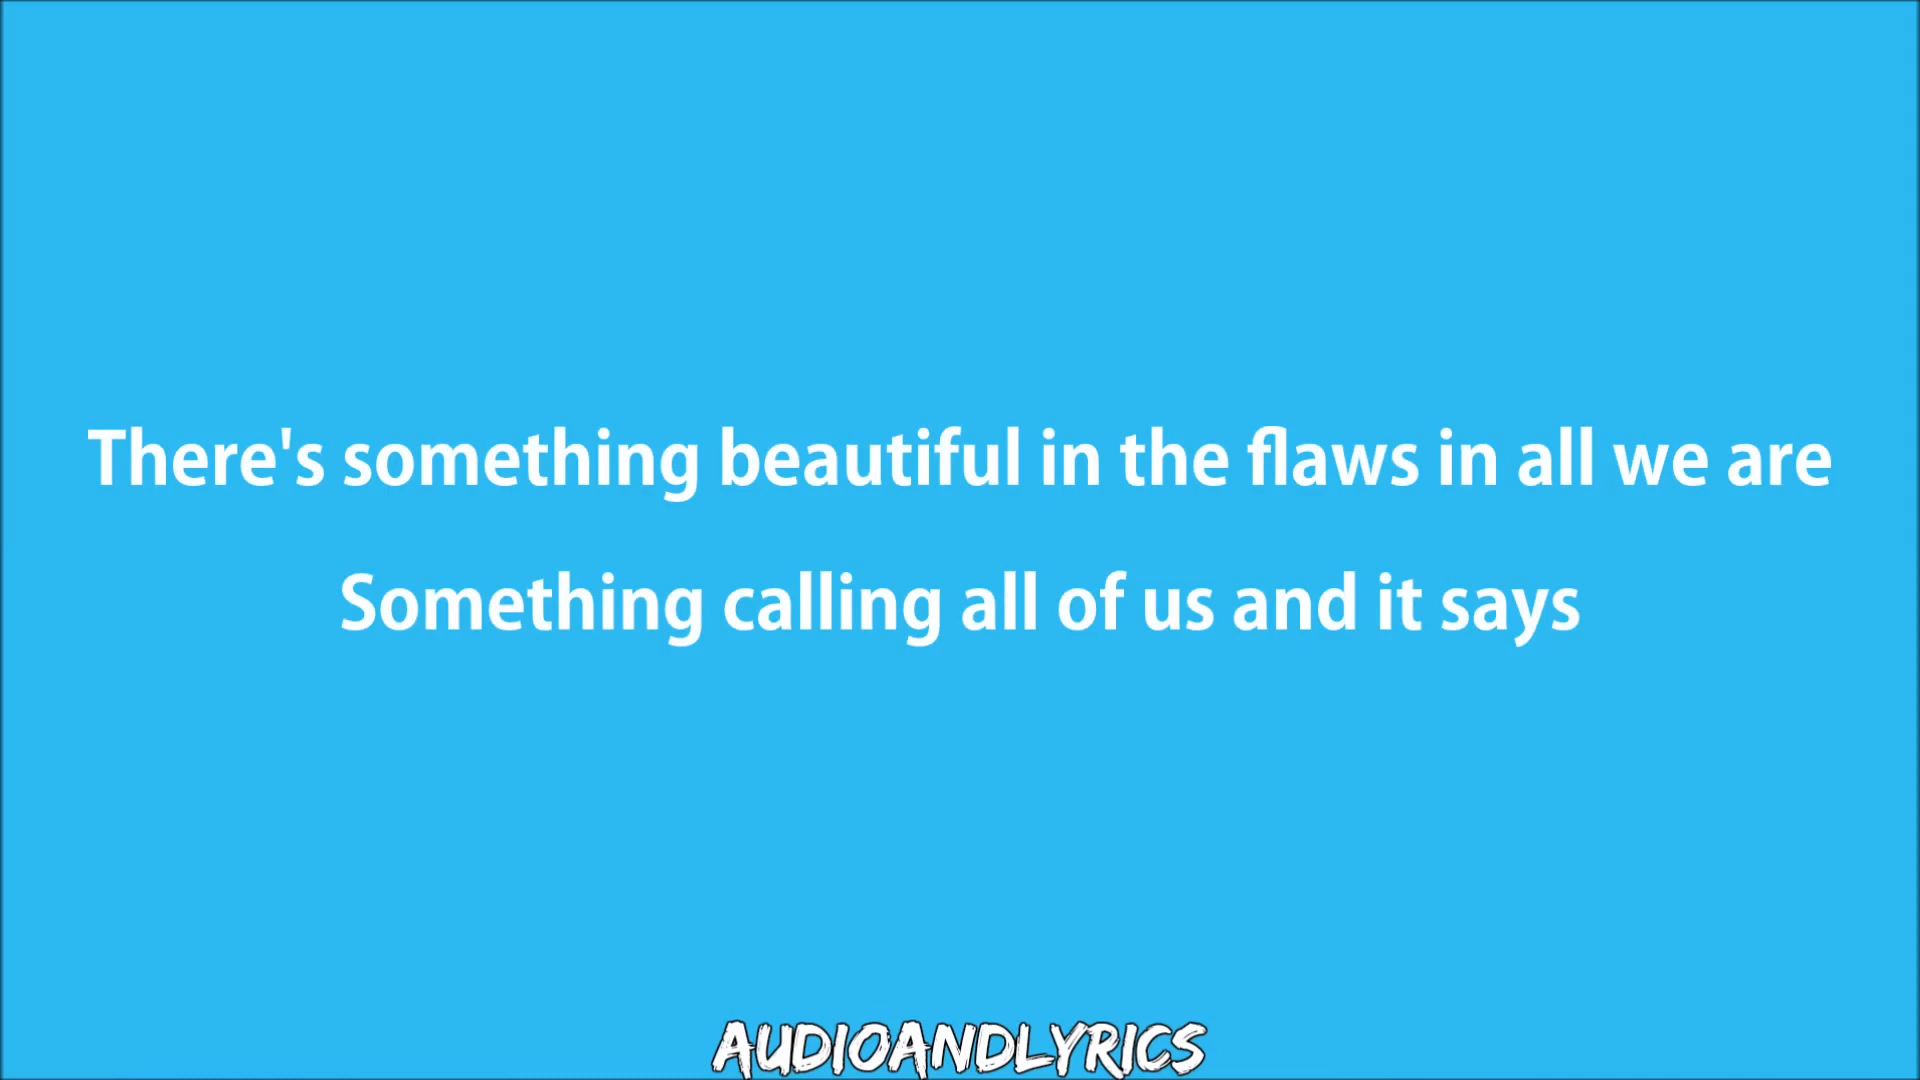 There's something beautiful in the flaws in all we are
Something calling all of us and it says
AUDIOANDLYRICS